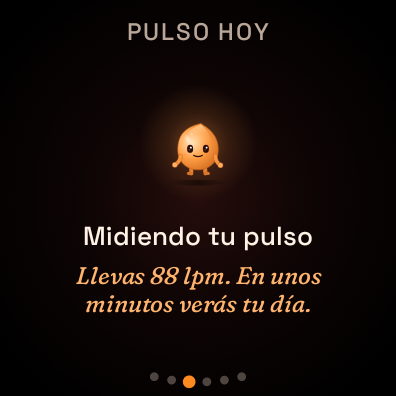 PULSO HOY
Midiendo tu pulso
Llevas 88 lpm. En unos
minutos verás tu día.